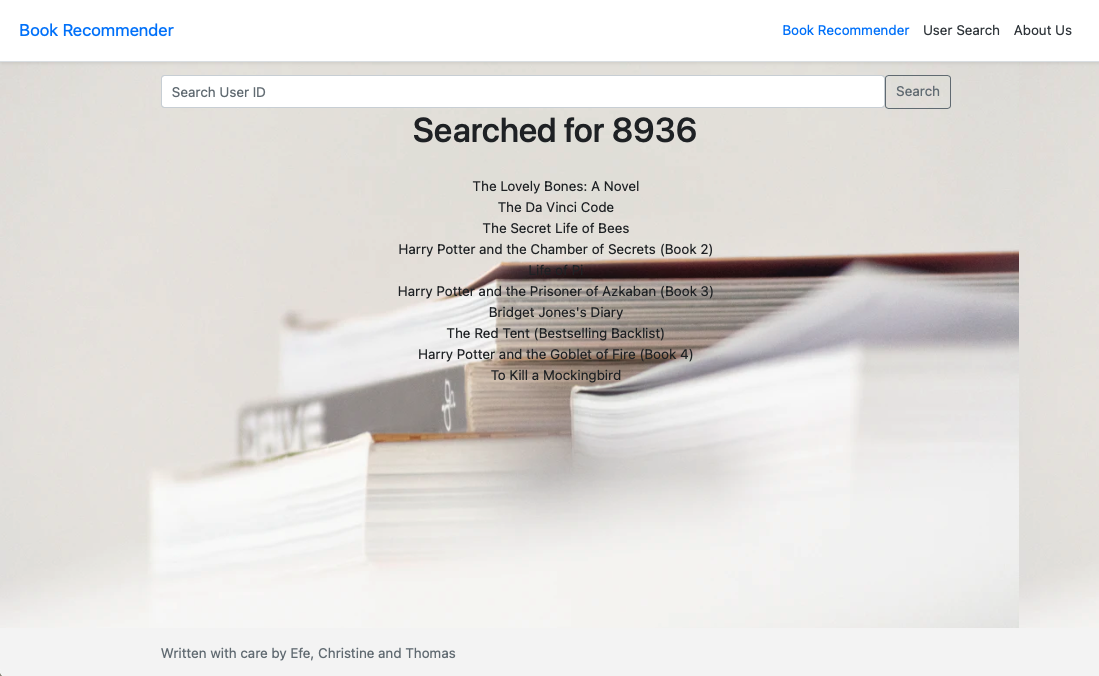 Book Recommender
Book Recommender User Search About Us
Search User ID
Search
Searched for 8936
The Lovely Bones: A Novel
The Da Vinci Code
The Secret Life of Bees
Harry Potter and the Chamber of Secrets (Book 2)
Life of Pi
Harry Potter and the Prisoner of Azkaban (Book 3)
Bridget Jones's Diary
The Red Tent (Bestselling Backlist)
Harry Potter and the Goblet of Fire (Book 4)
To Kill a Mockingbird
Written with care by Efe, Christine and Thomas